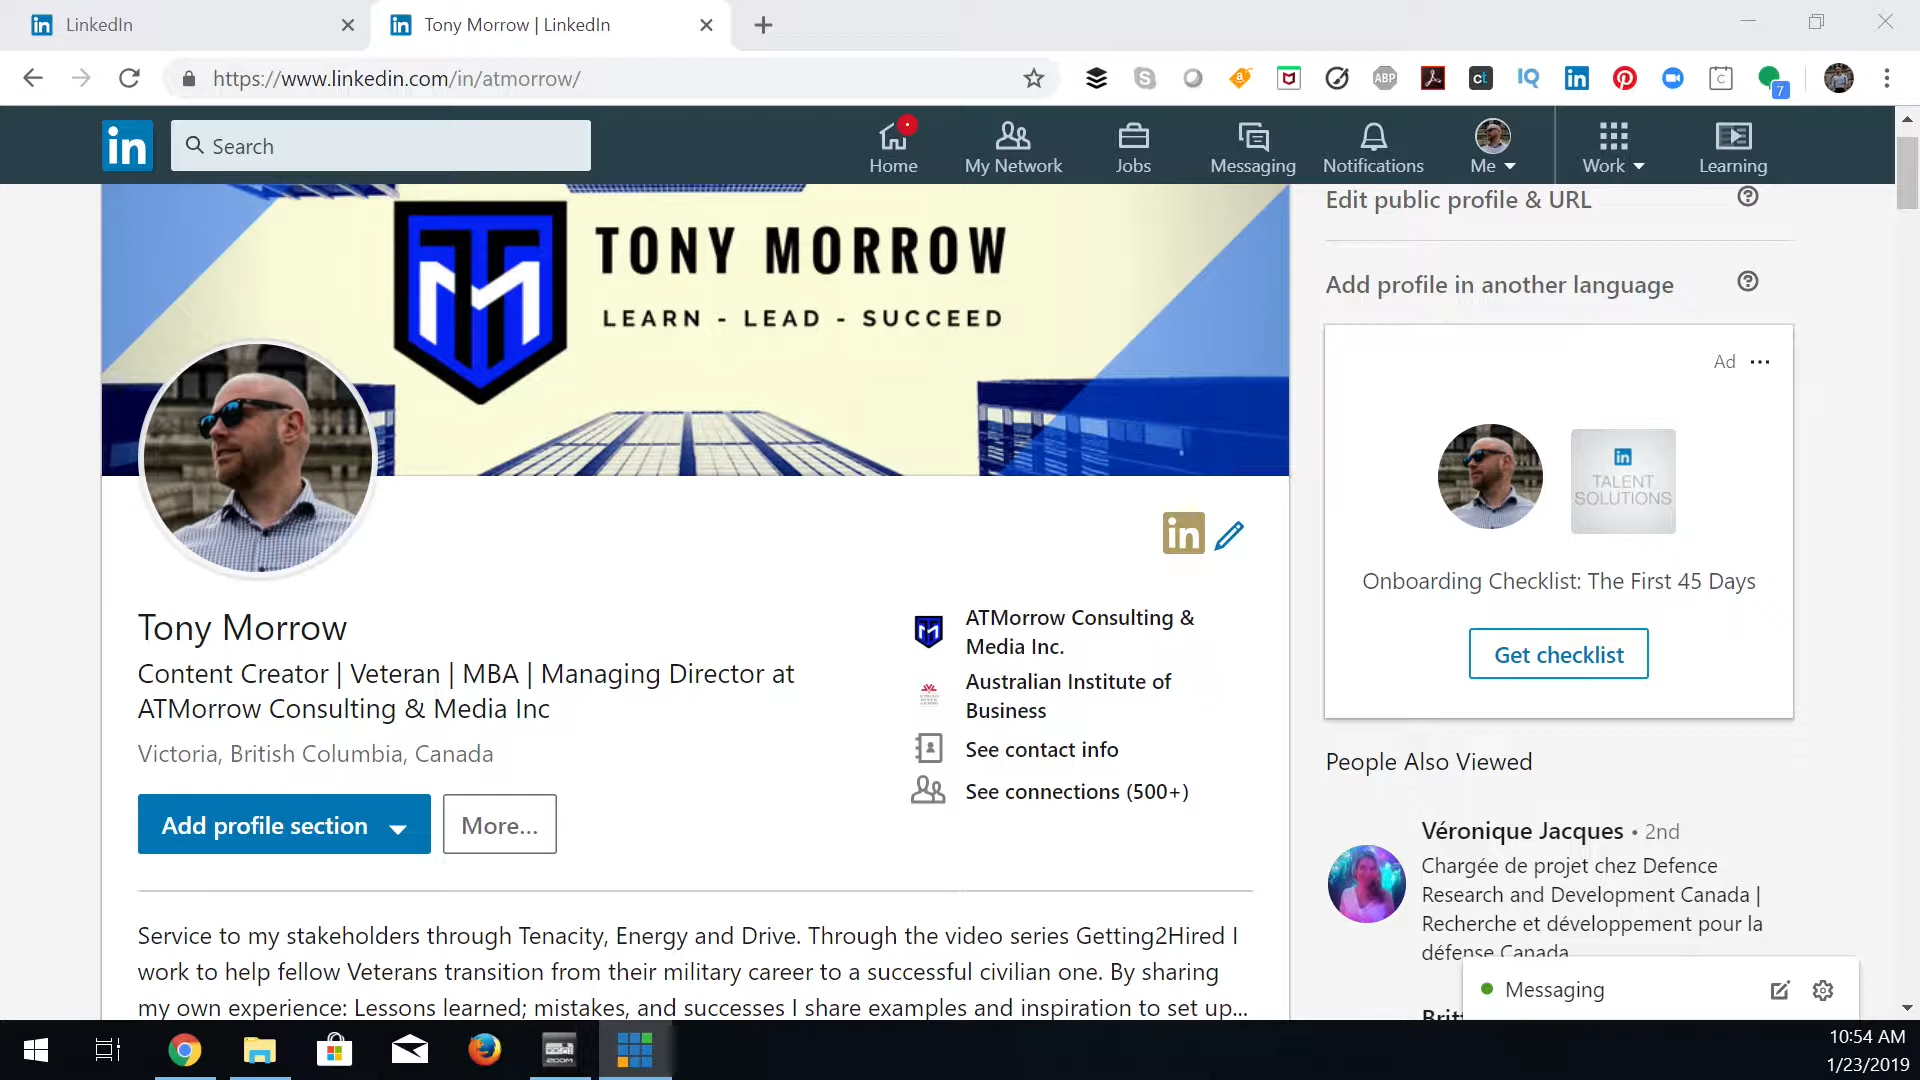 LinkedIn
Tony Morrow | LinkedIn
https://www.linkedin.com/in/atmorrow/
ABP
ct
IQ
in
C
7
in
Search
Home
My Network
Jobs
Messaging
Notifications
Me
Work
Learning
TONY MORROW
LEARN - LEAD - SUCCEED
Edit public profile & URL
Add profile in another language
Ad
in
TALENT
SOLUTIONS
Onboarding Checklist: The First 45 Days
Get checklist
in
Tony Morrow
Content Creator | Veteran | MBA | Managing Director at
ATMorrow Consulting & Media Inc
Victoria, British Columbia, Canada
Add profile section
More...
ATMorrow Consulting &
Media Inc.
Australian Institute of
Business
See contact info
See connections (500+)
Service to my stakeholders through Tenacity, Energy and Drive. Through the video series Getting2Hired I
work to help fellow Veterans transition from their military career to a successful civilian one. By sharing
my own experience: Lessons learned; mistakes, and successes I share examples and inspiration to set up...
People Also Viewed
Véronique Jacques • 2nd
Chargée de projet chez Defence
Research and Development Canada |
Recherche et développement pour la
défense Canada
Messaging
10:54 AM
1/23/2019